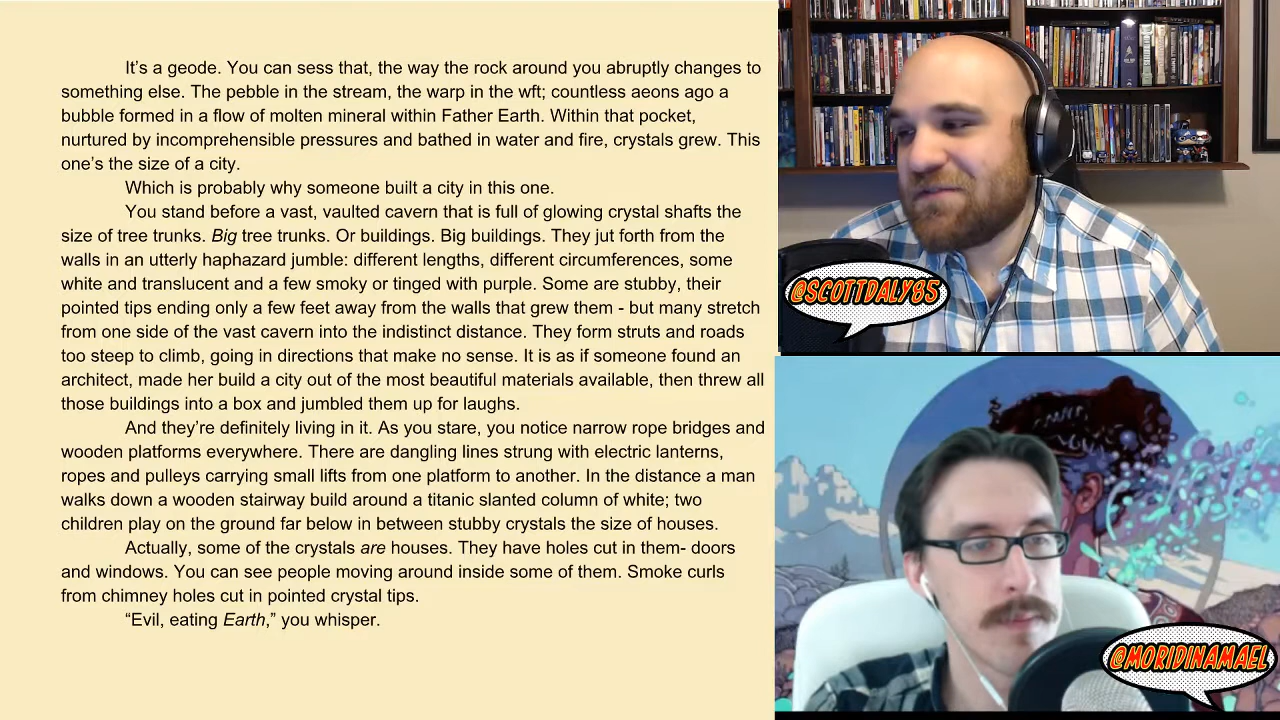 It's a geode. You can sess that, the way the rock around you abruptly changes to
something else. The pebble in the stream, the warp in the wft; countless aeons ago a
bubble formed in a flow of molten mineral within Father Earth. Within that pocket,
nurtured by incomprehensible pressures and bathed in water and fire, crystals grew. This
one's the size of a city.
Which is probably why someone built a city in this one.
You stand before a vast, vaulted cavern that is full of glowing crystal shafts the
size of tree trunks. Big tree trunks. Or buildings. Big buildings. They jut forth from the
walls in an utterly haphazard jumble: different lengths, different circumferences, some
white and translucent and a few smoky or tinged with purple. Some are stubby, their
pointed tips ending only a few feet away from the walls that grew them - but many stretch
from one side of the vast cavern into the indistinct distance. They form struts and roads
too steep to climb, going in directions that make no sense. It is as if someone found an
architect, made her build a city out of the most beautiful materials available, then threw all
those buildings into a box and jumbled them up for laughs.
And they're definitely living in it. As you stare, you notice narrow rope bridges and
wooden platforms everywhere. There are dangling lines strung with electric lanterns,
ropes and pulleys carrying small lifts from one platform to another. In the distance a man
walks down a wooden stairway build around a titanic slanted column of white; two
children play on the ground far below in between stubby crystals the size of houses.
Actually, some of the crystals are houses. They have holes cut in them- doors
and windows. You can see people moving around inside some of them. Smoke curls
from chimney holes cut in pointed crystal tips.
“Evil, eating Earth,” you whisper.
@SCOTTDALY85
@MORIDINAMAEL